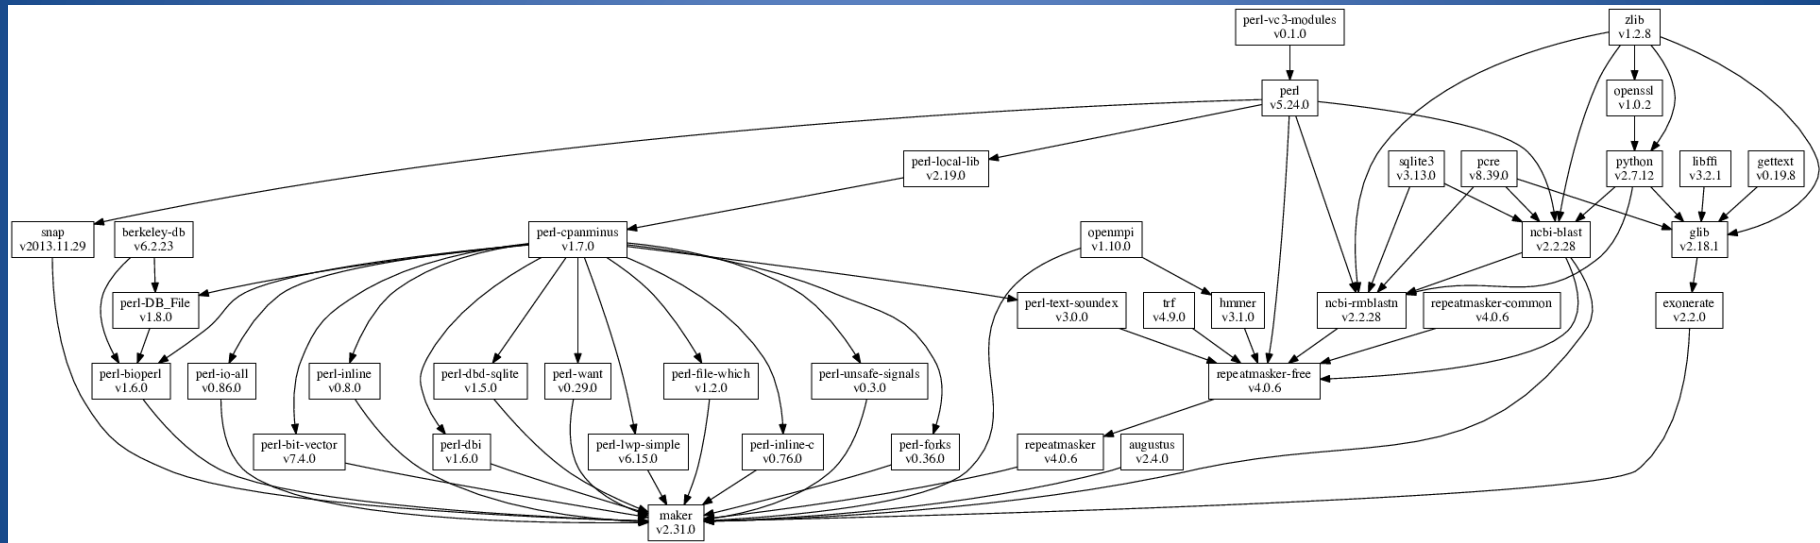 perl-vc3-modules
v0.1.0
zlib
v1.2.8
perl
v5.24.0
openssl
v1.0.2
perl-local-lib
v2.19.0
sqlite3
v3.13.0
pcre
v8.39.0
python
v2.7.12
libffi
v3.2.1
gettext
v0.19.8
snap
v2013.11.29
berkeley-db
v6.2.23
perl-cpanminus
v1.7.0
openmpi
v1.10.0
ncbi-blast
v2.2.28
glib
v2.18.1
perl-DB_File
v1.8.0
perl-text-soundex
v3.0.0
trf
v4.9.0
hmmer
v3.1.0
ncbi-rmblastn
v2.2.28
repeatmasker-common
v4.0.6
exonerate
v2.2.0
perl-bioperl
v1.6.0
perl-io-all
v0.86.0
perl-inline
v0.8.0
perl-dbd-sqlite
v1.5.0
perl-want
v0.29.0
perl-file-which
v1.2.0
perl-unsafe-signals
v0.3.0
repeatmasker-free
v4.0.6
perl-bit-vector
v7.4.0
perl-dbi
v1.6.0
perl-lwp-simple
v6.15.0
perl-inline-c
v0.76.0
perl-forks
v0.36.0
repeatmasker
v4.0.6
augustus
v2.4.0
maker
v2.31.0